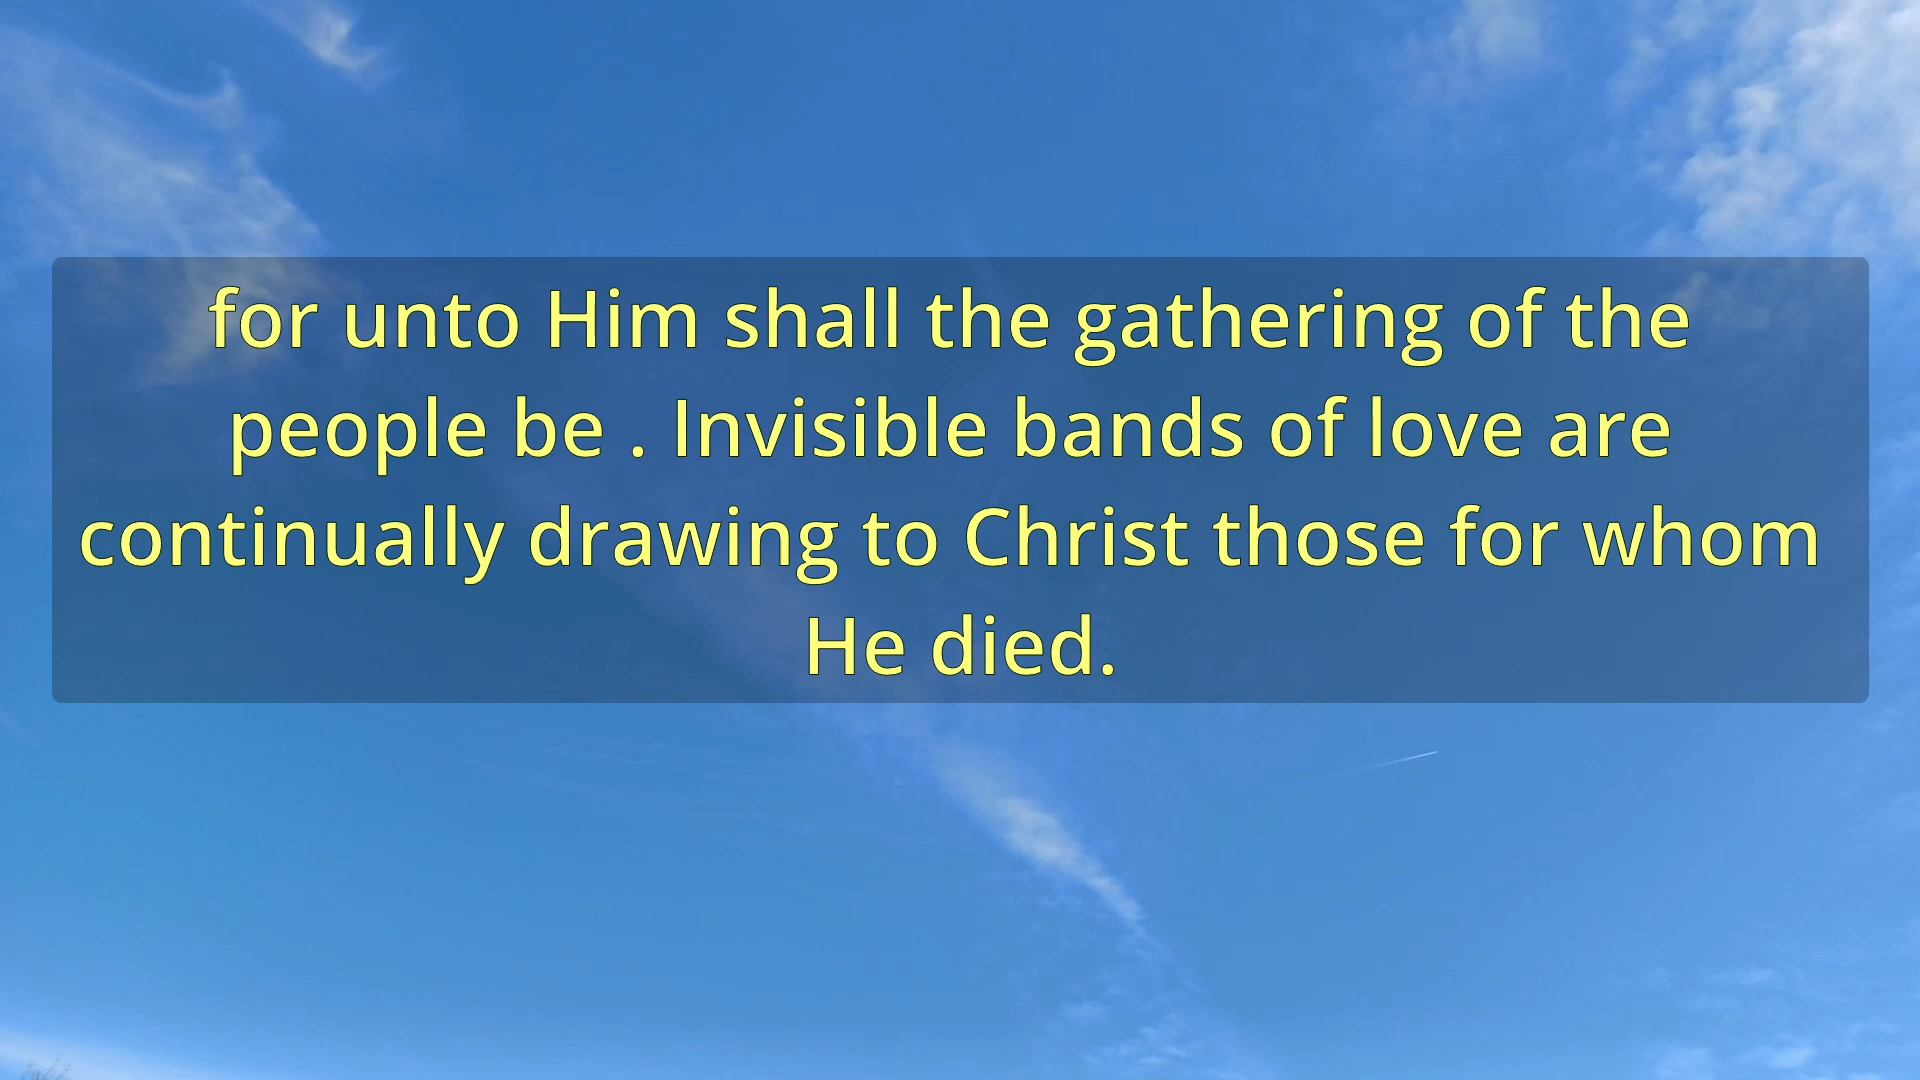 for unto Him shall the gathering of the
people be . Invisible bands of love are
continually drawing to Christ those for whom
He died.